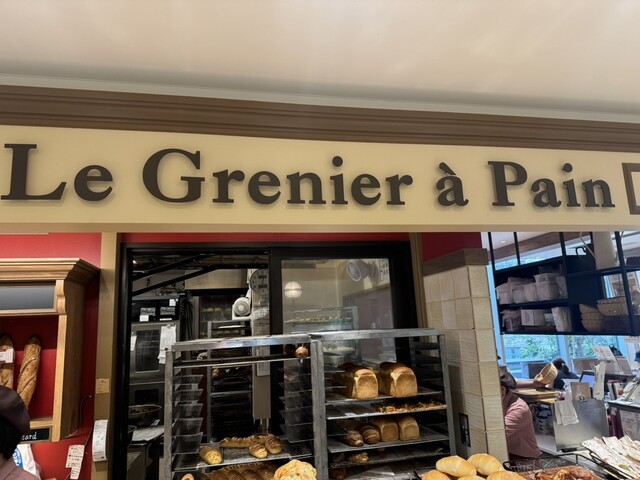 Le Grenier à Pain